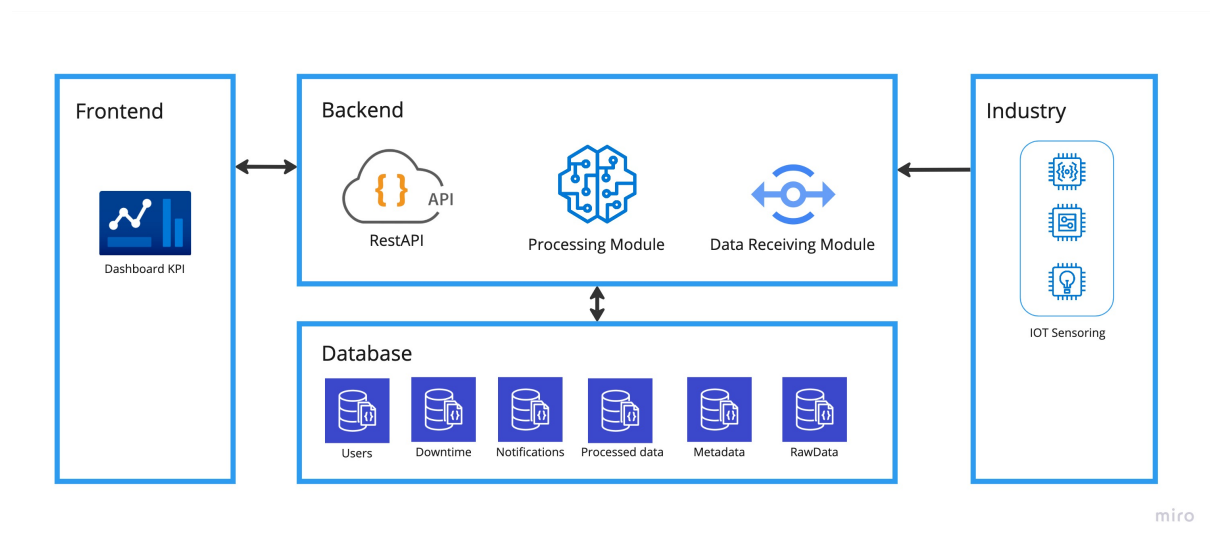 Frontend
Dashboard KPI
Backend
{ }
API
RestAPI
Processing Module
Data Receiving Module
Industry
IOT Sensoring
Database
Users
Downtime
Notifications
Processed data
Metadata
RawData
miro